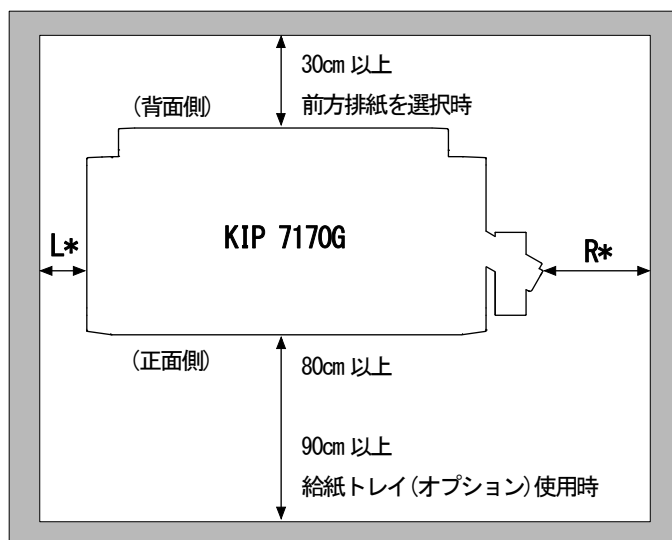 30cm 以上
前方排紙を選択時
(背面側)
KIP 7170G
L*
R*
(正面側)
80cm 以上
90cm 以上
給紙トレイ(オプション)使用時